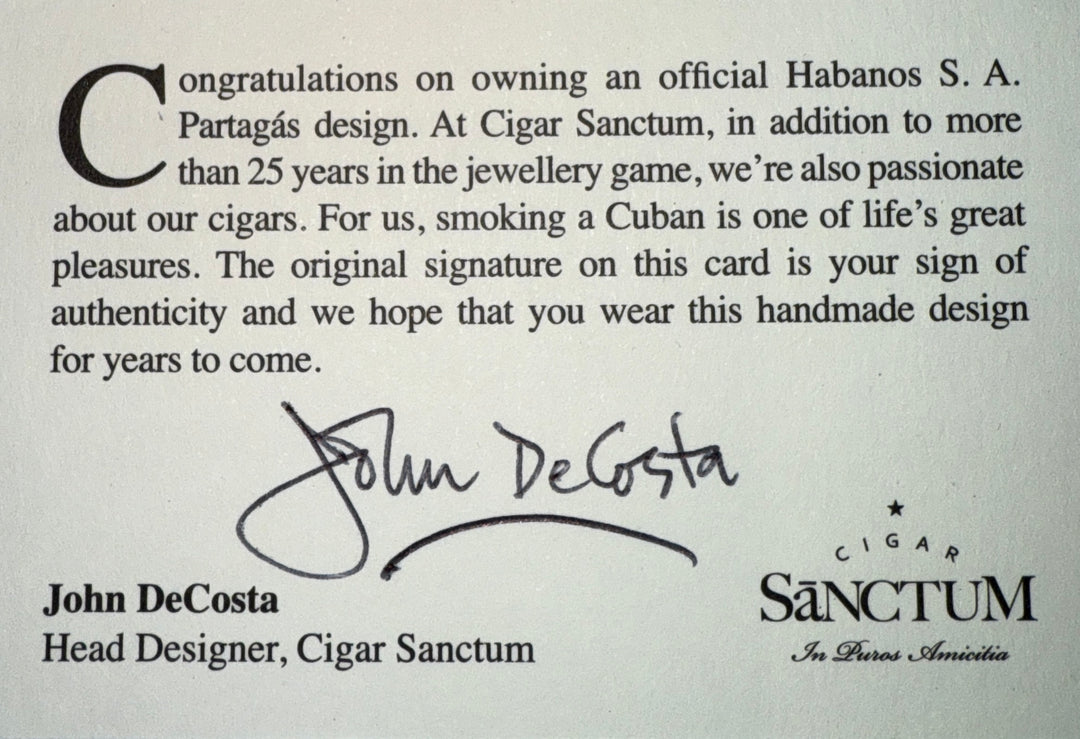 Congratulations on owning an official Habanos S. A.
Partagás design. At Cigar Sanctum, in addition to more
than 25 years in the jewellery game, we’re also passionate
about our cigars. For us, smoking a Cuban is one of life’s great
pleasures. The original signature on this card is your sign of
authenticity and we hope that you wear this handmade design
for years to come.
John DeCosta
John DeCosta
Head Designer, Cigar Sanctum
CIGAR
SāNCTUM
In Puros Amicitia